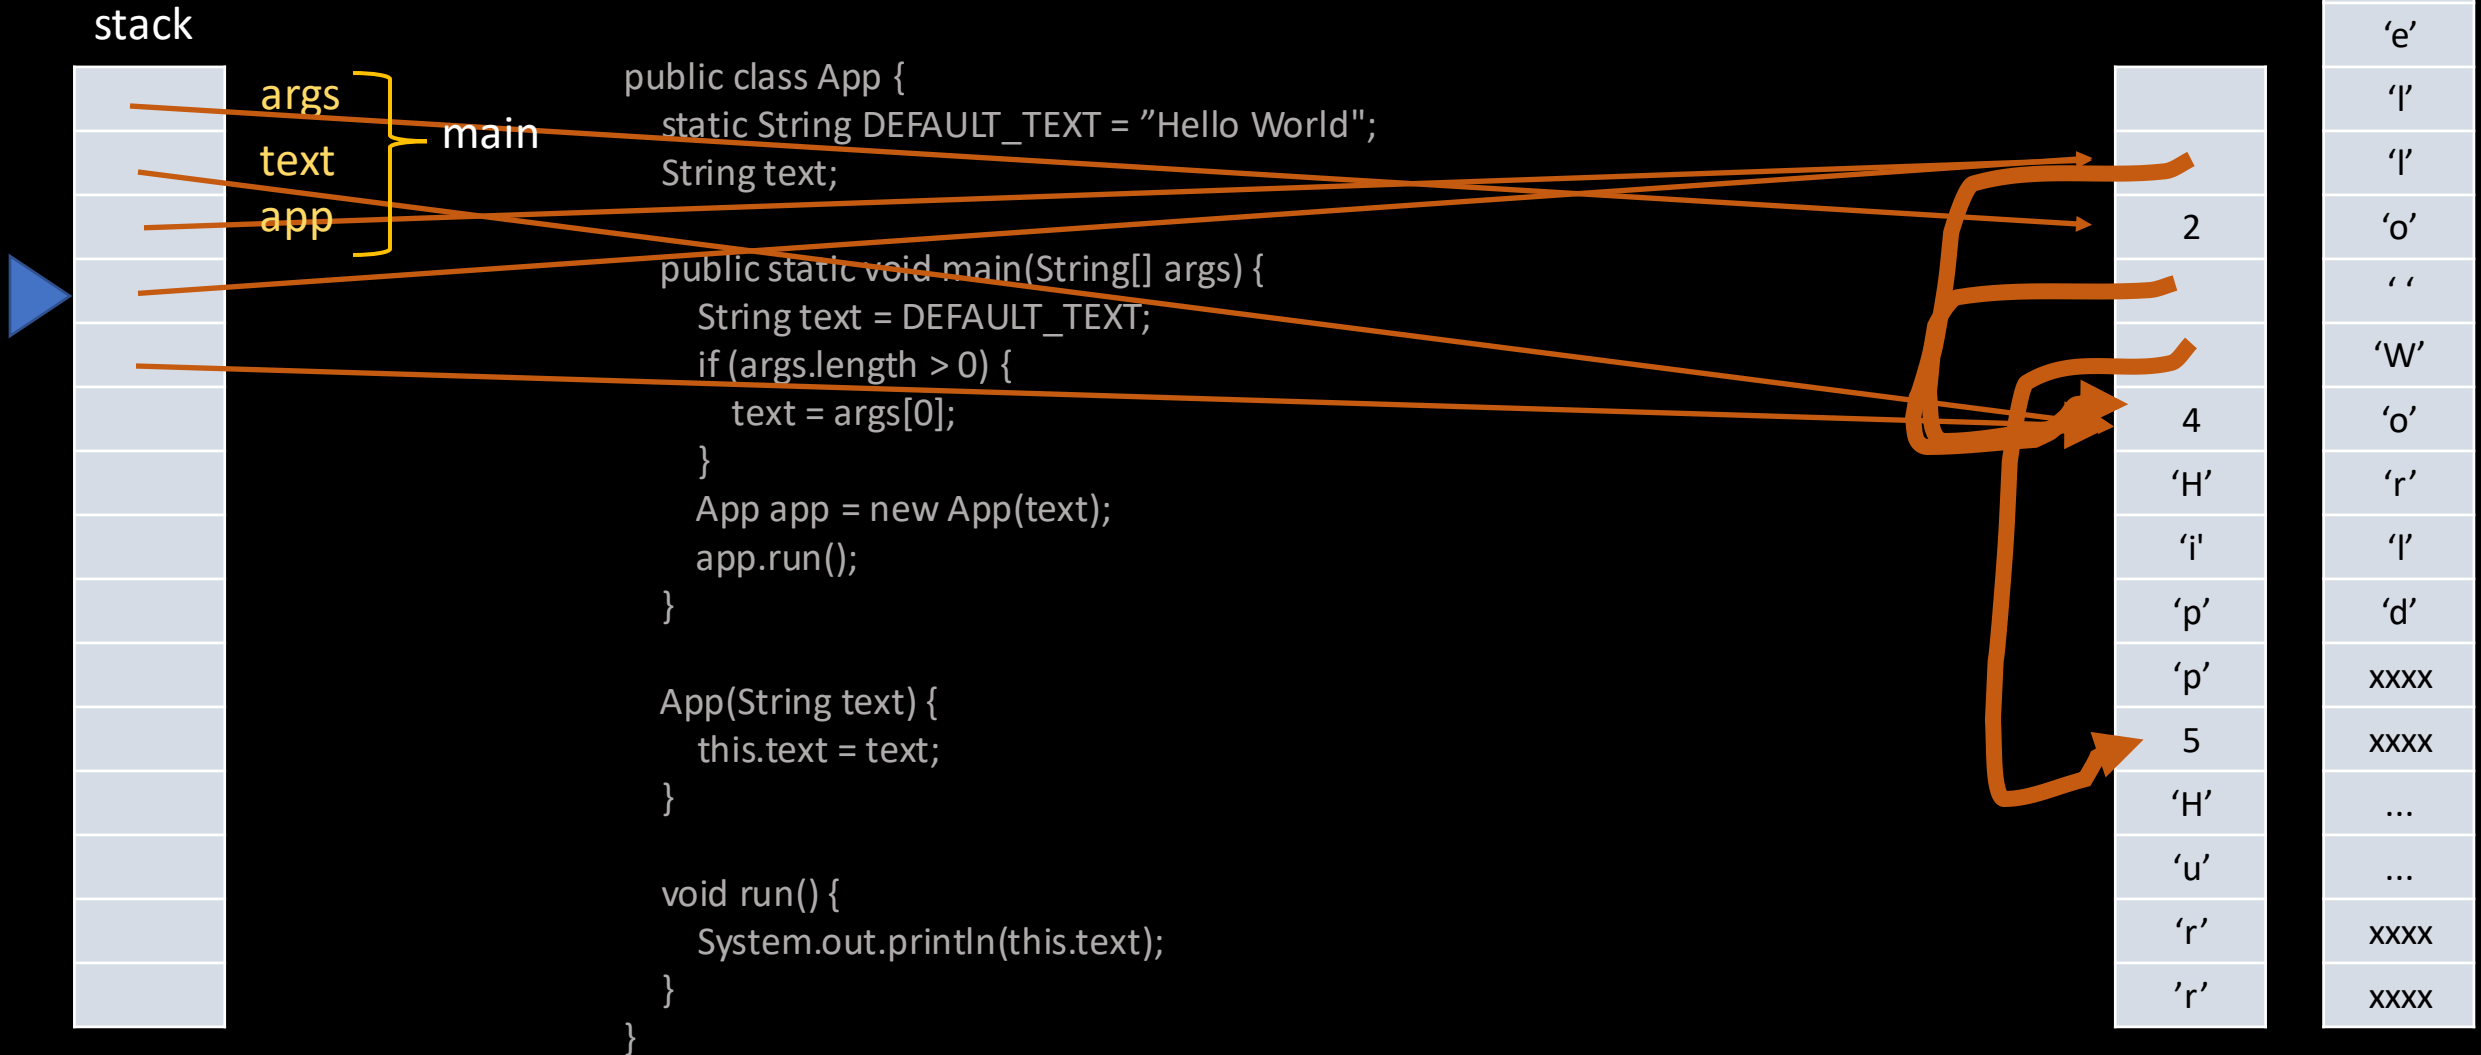 stack
args
text
app
main
public class App {
static String DEFAULT_TEXT = ”Hello World";
String text;
public static void main(String[] args) {
String text = DEFAULT_TEXT;
if (args.length > 0) {
text = args[0];
}
App app = new App(text);
app.run();
}
App(String text) {
this.text = text;
}
void run() {
System.out.println(this.text);
}
}
2
4
‘H’
‘i'
‘p’
‘p’
5
‘H’
‘u’
‘r’
’r’
‘e’
‘l’
‘l’
‘o’
‘ ‘
‘W’
‘o’
‘r’
‘l’
‘d’
xxxx
xxxx
...
...
xxxx
xxxx